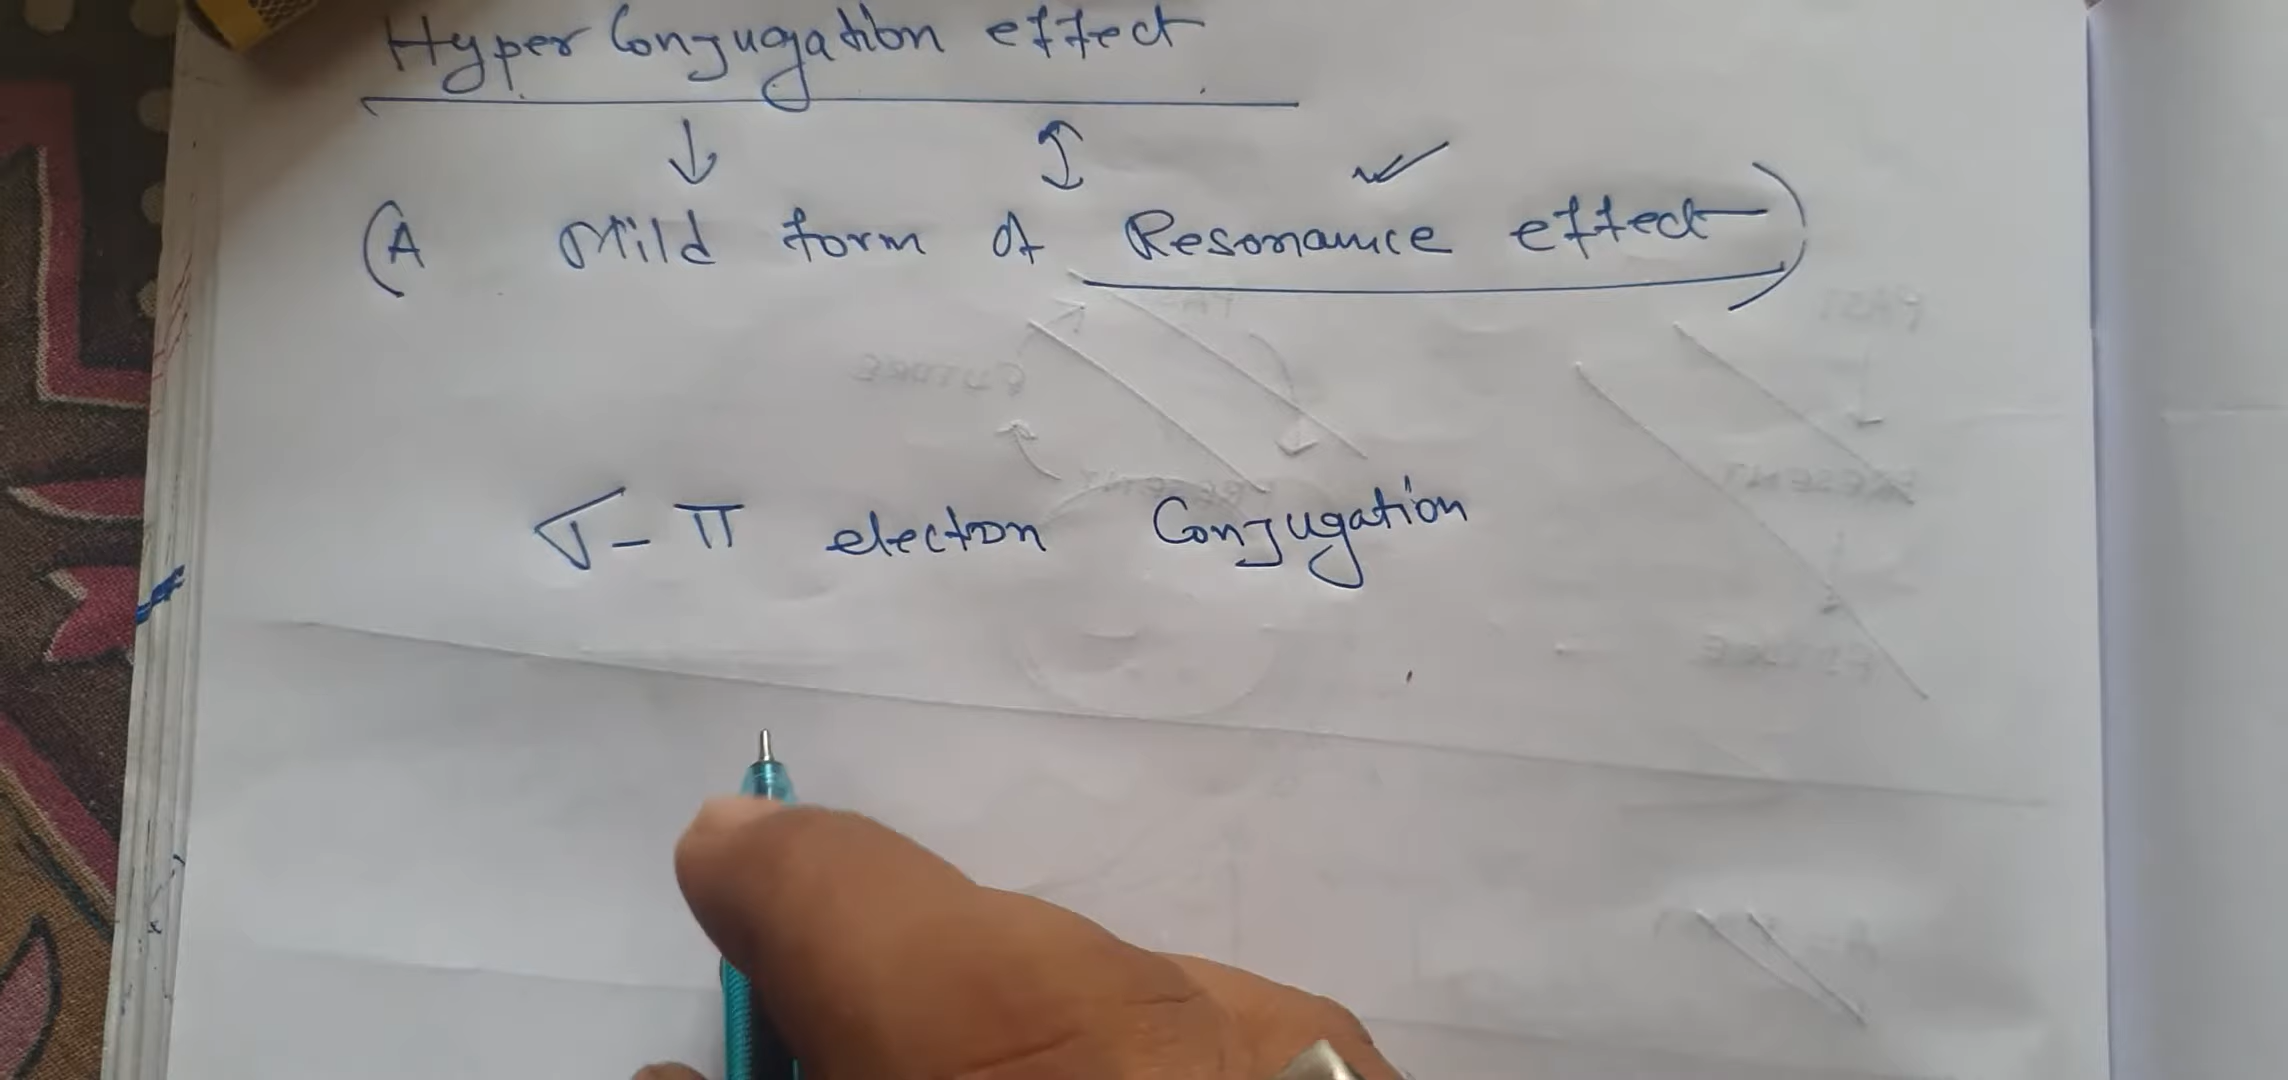 Hyper Conjugation effect
(A Mild form of Resonance effect)
σ-π electron Conjugation